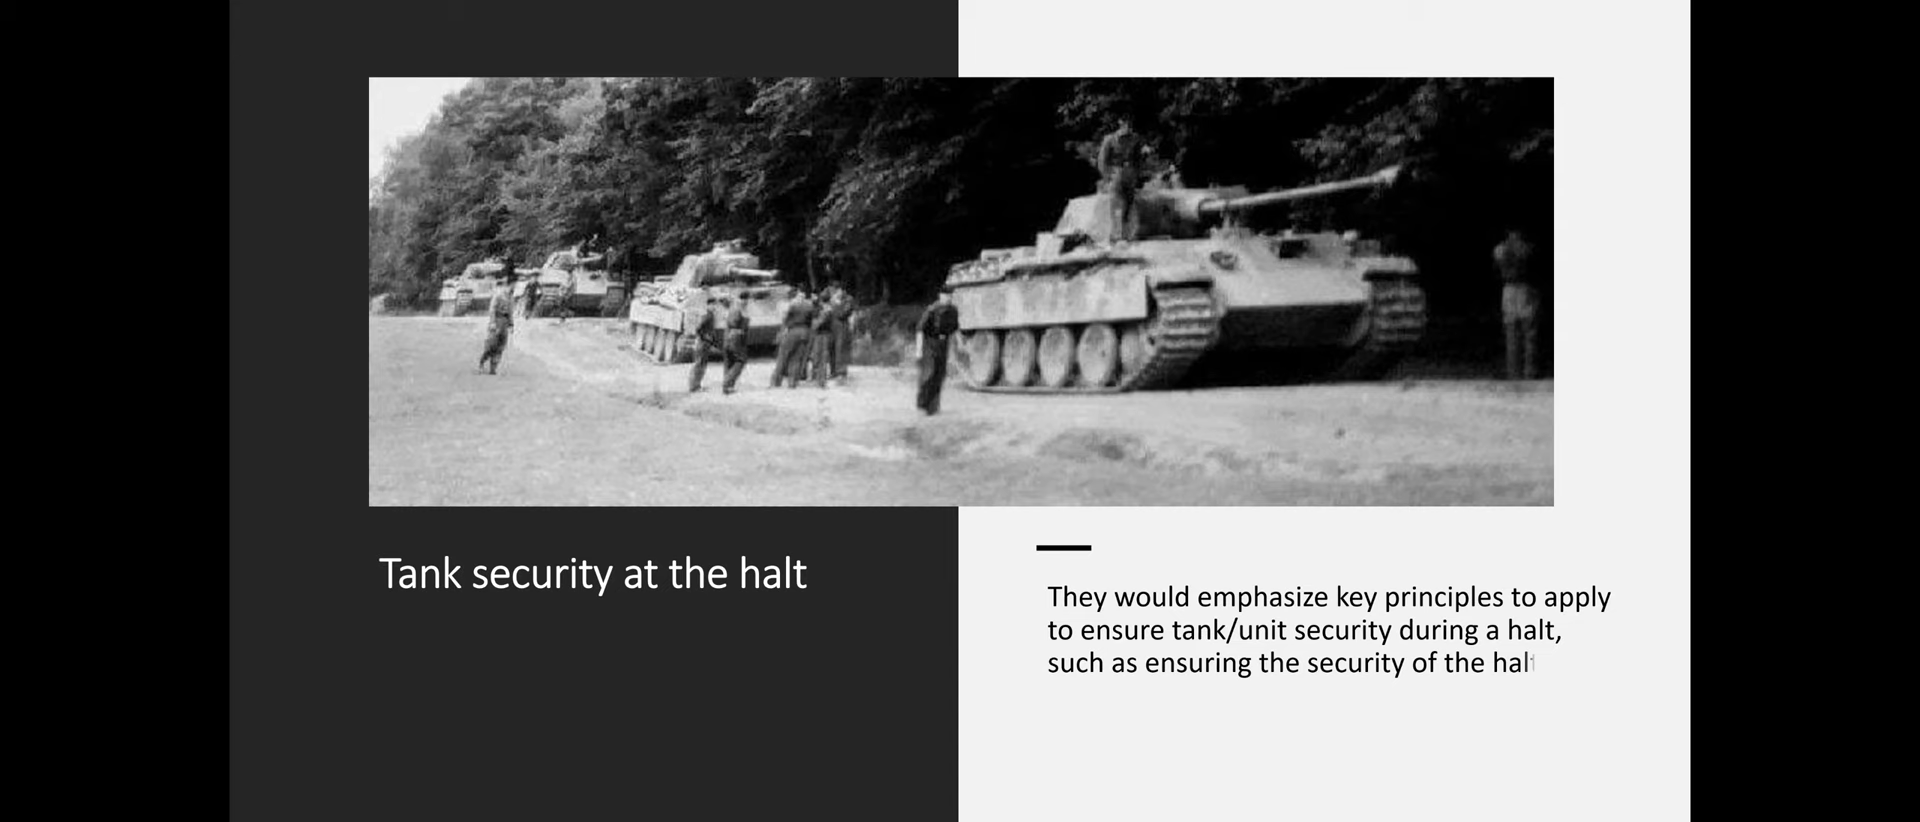 Tank security at the halt
They would emphasize key principles to apply
to ensure tank/unit security during a halt,
such as ensuring the security of the halt